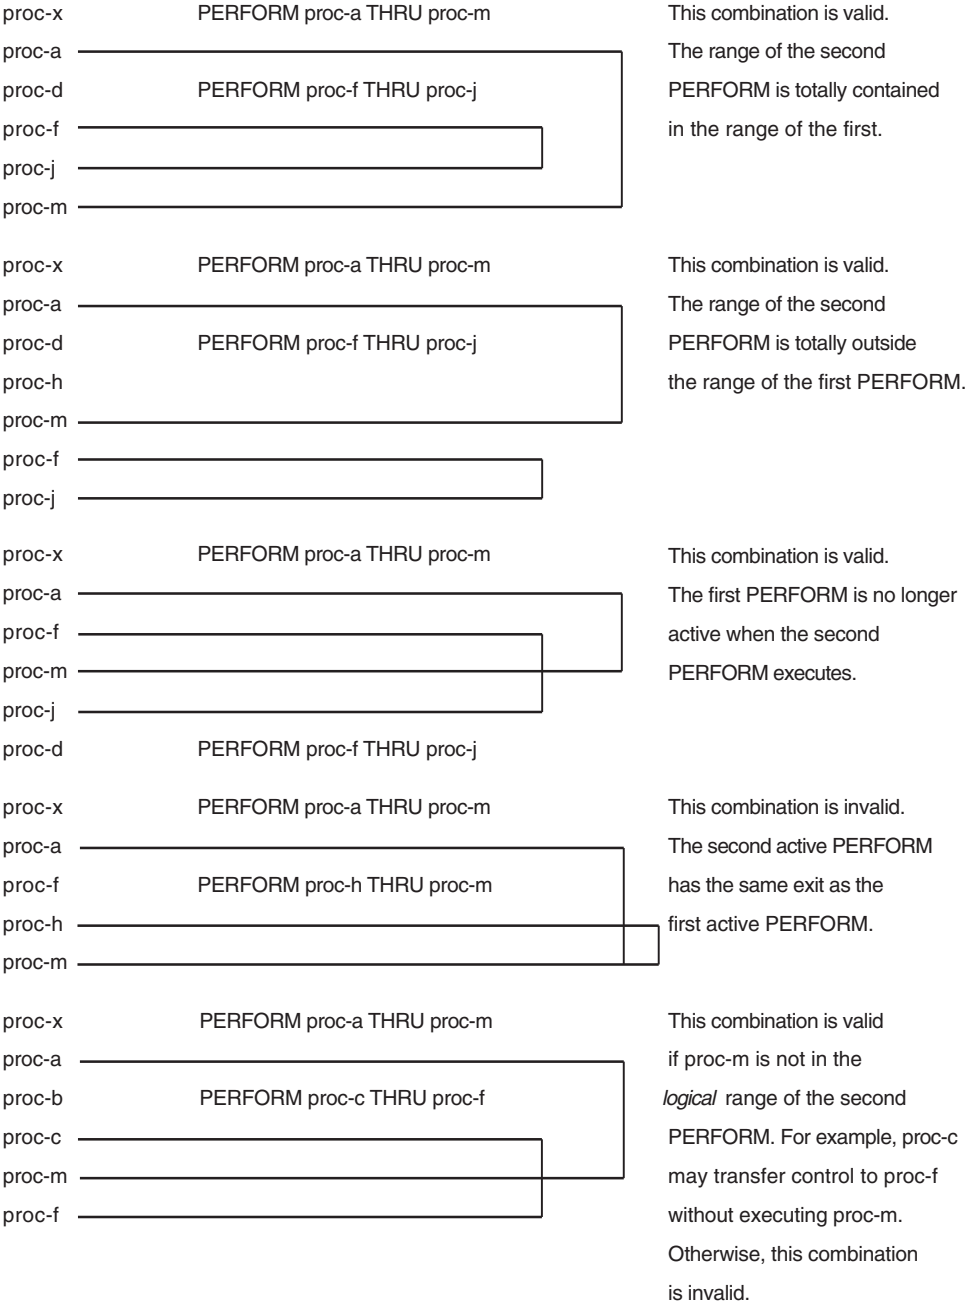 proc-x PERFORM proc-a THRU proc-m This combination is valid.
proc-a The range of the second
proc-d PERFORM proc-f THRU proc-j PERFORM is totally contained
proc-f in the range of the first.
proc-j
proc-m
proc-x PERFORM proc-a THRU proc-m This combination is valid.
proc-a The range of the second
proc-d PERFORM proc-f THRU proc-j PERFORM is totally outside
proc-h the range of the first PERFORM.
proc-m
proc-f
proc-j
proc-x PERFORM proc-a THRU proc-m This combination is valid.
proc-a The first PERFORM is no longer
proc-f active when the second
proc-m PERFORM executes.
proc-j
proc-d PERFORM proc-f THRU proc-j
proc-x PERFORM proc-a THRU proc-m This combination is invalid.
proc-a The second active PERFORM
proc-f PERFORM proc-h THRU proc-m has the same exit as the
proc-h first active PERFORM.
proc-m
proc-x PERFORM proc-a THRU proc-m This combination is valid
proc-a if proc-m is not in the
proc-b PERFORM proc-c THRU proc-f logical range of the second
proc-c PERFORM. For example, proc-c
proc-m may transfer control to proc-f
proc-f without executing proc-m.
Otherwise, this combination
is invalid.